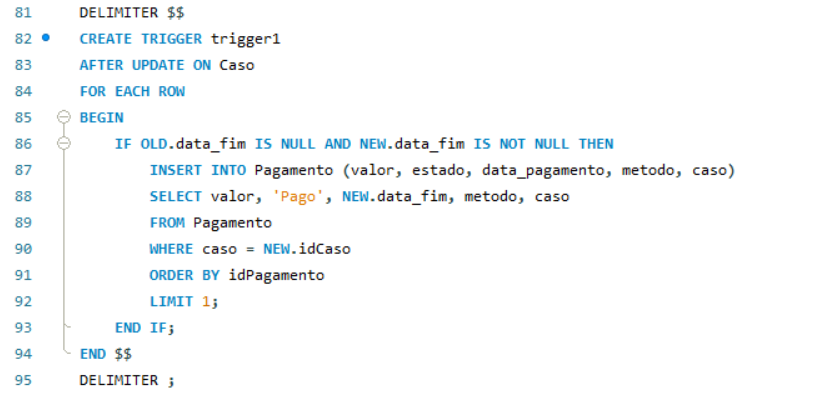 81 DELIMITER $$
82 CREATE TRIGGER trigger1
83 AFTER UPDATE ON Caso
84 FOR EACH ROW
85 BEGIN
86 IF OLD.data_fim IS NULL AND NEW.data_fim IS NOT NULL THEN
87 INSERT INTO Pagamento (valor, estado, data_pagamento, metodo, caso)
88 SELECT valor, 'Pago', NEW.data_fim, metodo, caso
89 FROM Pagamento
90 WHERE caso = NEW.idCaso
91 ORDER BY idPagamento
92 LIMIT 1;
93 END IF;
94 END $$
95 DELIMITER ;